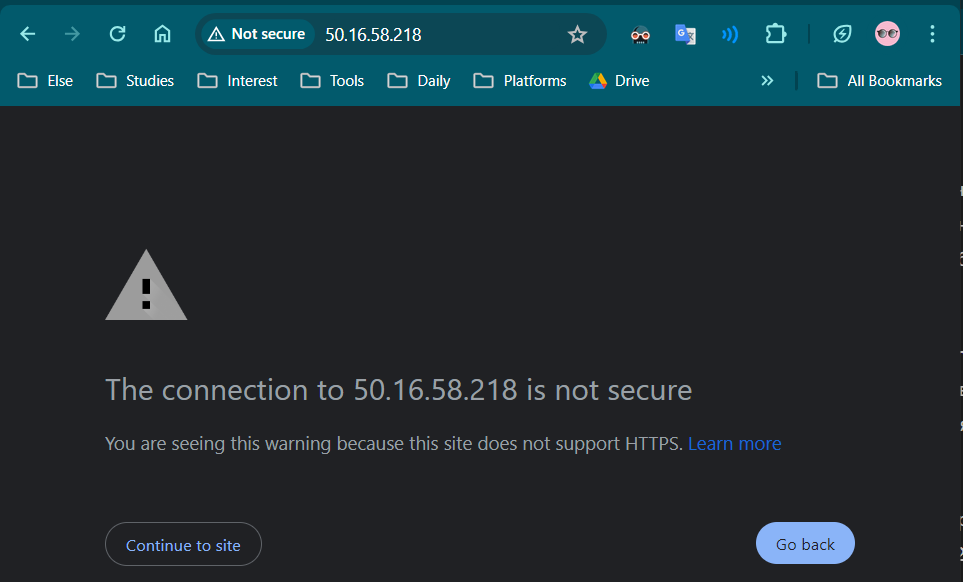 Not secure 50.16.58.218
Else Studies Interest Tools Daily Platforms Drive » All Bookmarks
!
The connection to 50.16.58.218 is not secure
You are seeing this warning because this site does not support HTTPS. Learn more
Continue to site Go back